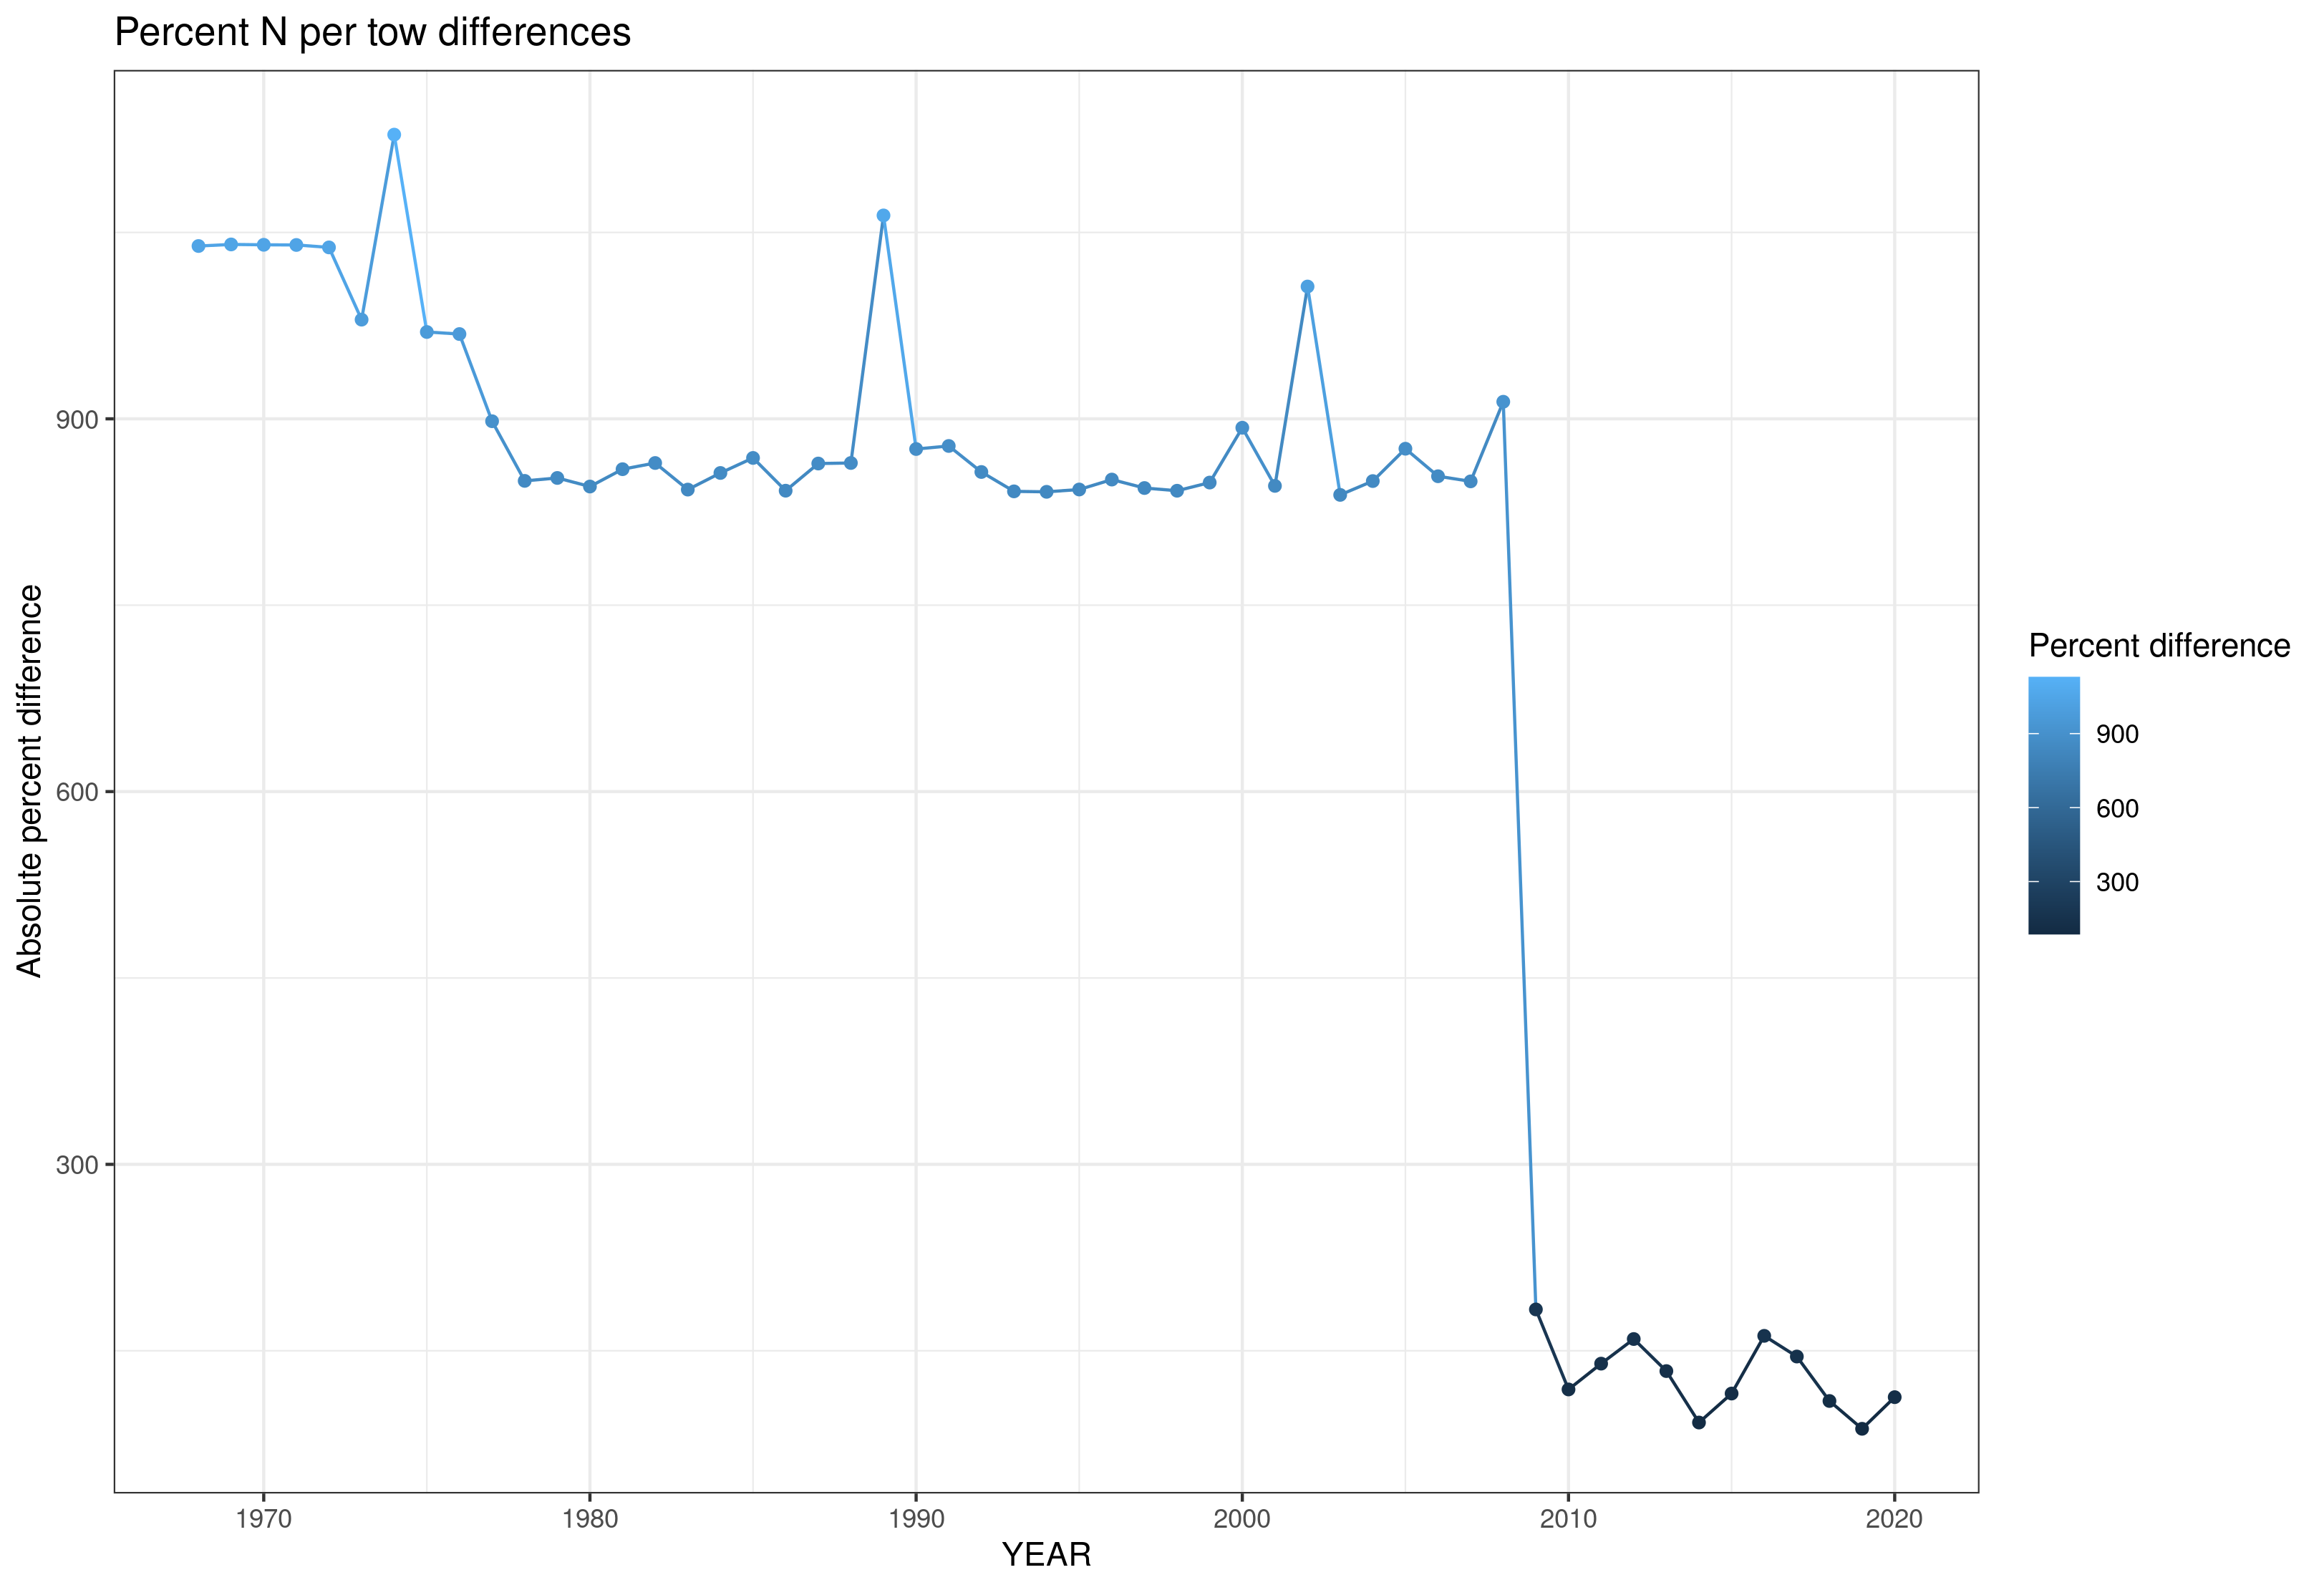 Percent N per tow differences
Absolute percent difference
900
600
300
1970 1980 1990 2000 2010 2020
YEAR
Percent difference
900
600
300